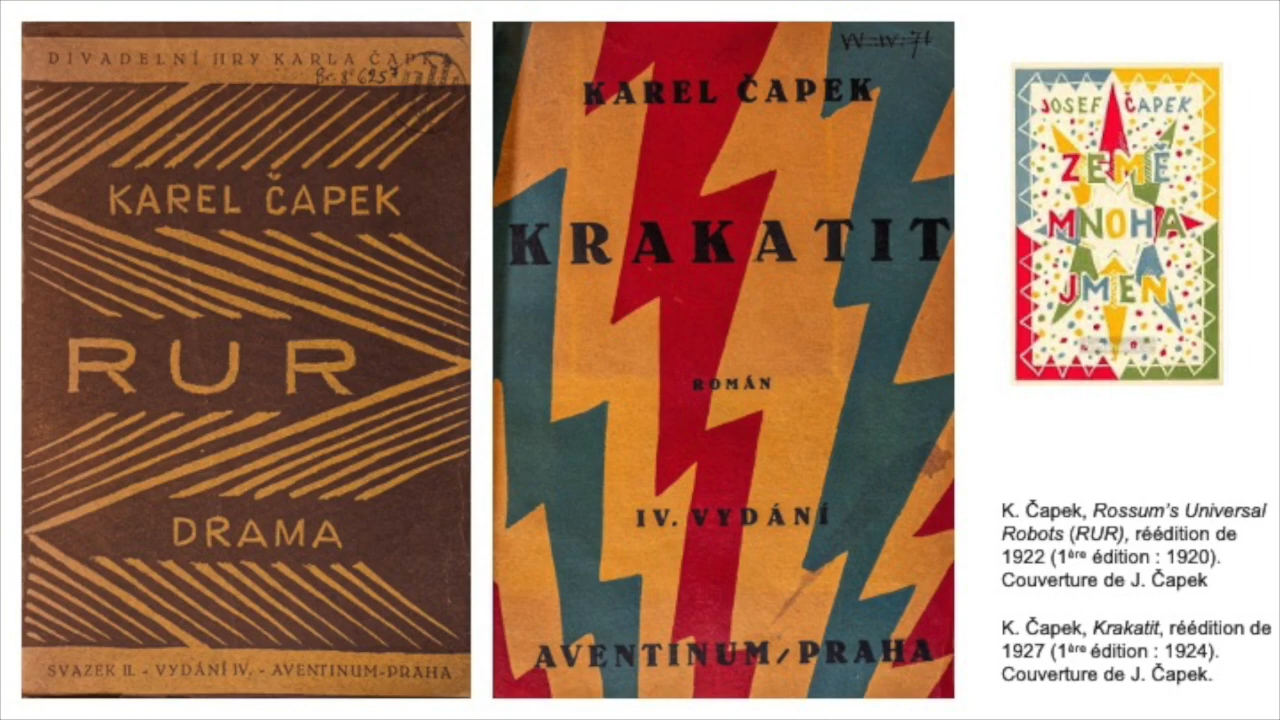 DIVADELNÍ HRY KARLA ČAPKA
KAREL ČAPEK
RUR
DRAMA
SVAZEK II. - VYDÁNÍ IV. - AVENTINUM-PRAHA
KAREL ČAPEK
KRAKATIT
ROMÁN
IV. VYDÁNÍ
AVENTINUM/PRAHA
JOSEF ČAPEK
ZEMĚ
MNOHA
JMEN
K. Čapek, Rossum's Universal
Robots (RUR), réédition de
1922 (1ère édition : 1920).
Couverture de J. Čapek
K. Čapek, Krakatit, réédition de
1927 (1ère édition : 1924).
Couverture de J. Čapek.